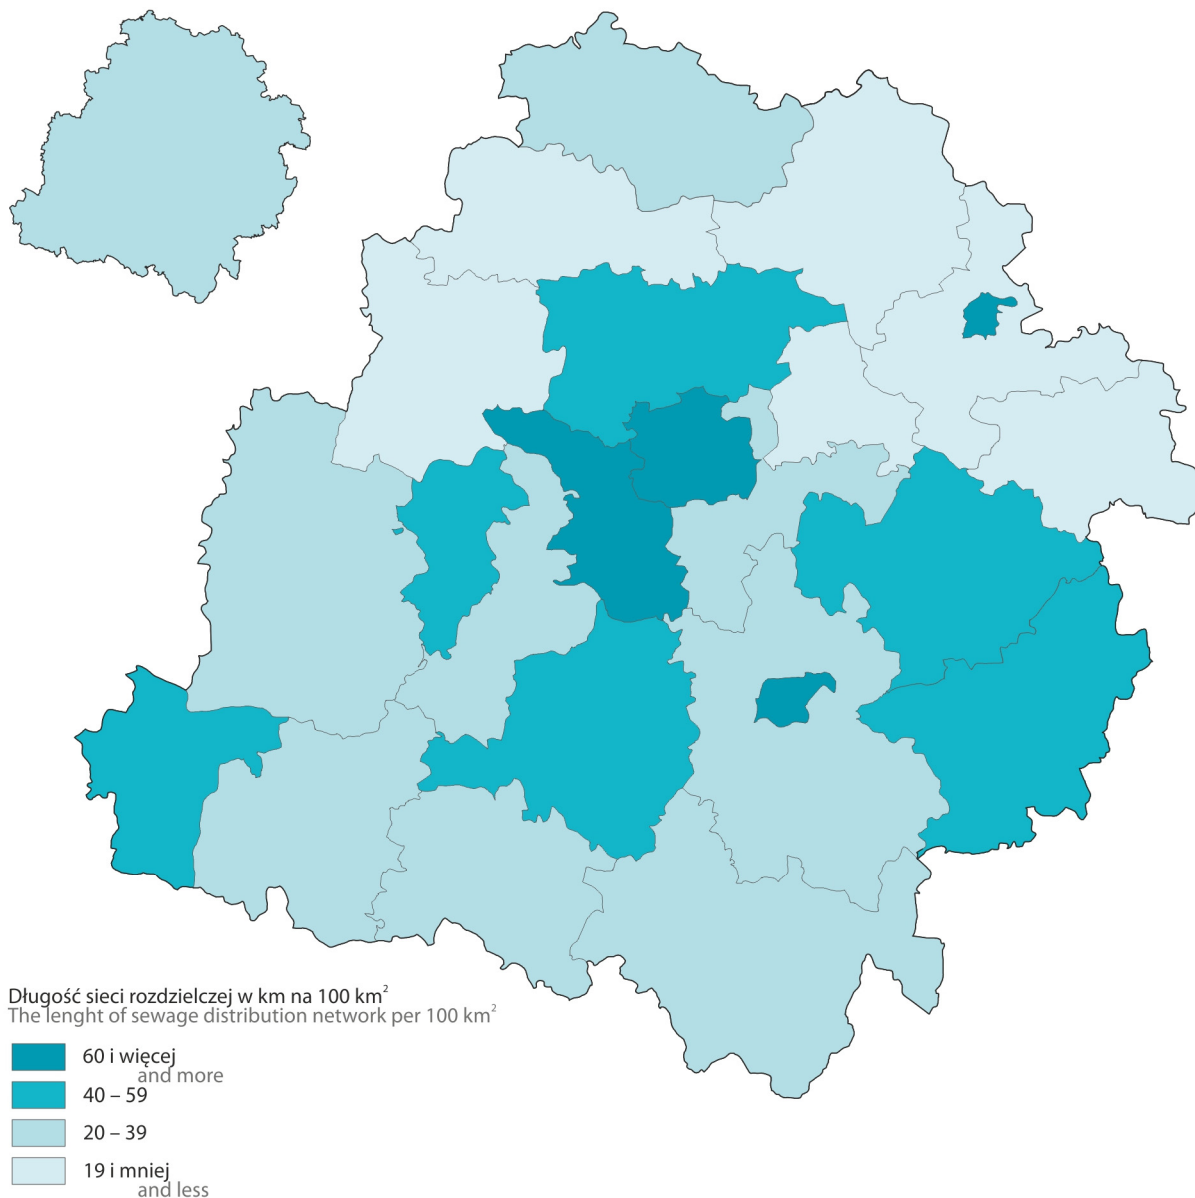 Długość sieci rozdzielczej w km na 100 km²
The lenght of sewage distribution network per 100 km²
60 i więcej
and more
40 – 59
20 – 39
19 i mniej
and less